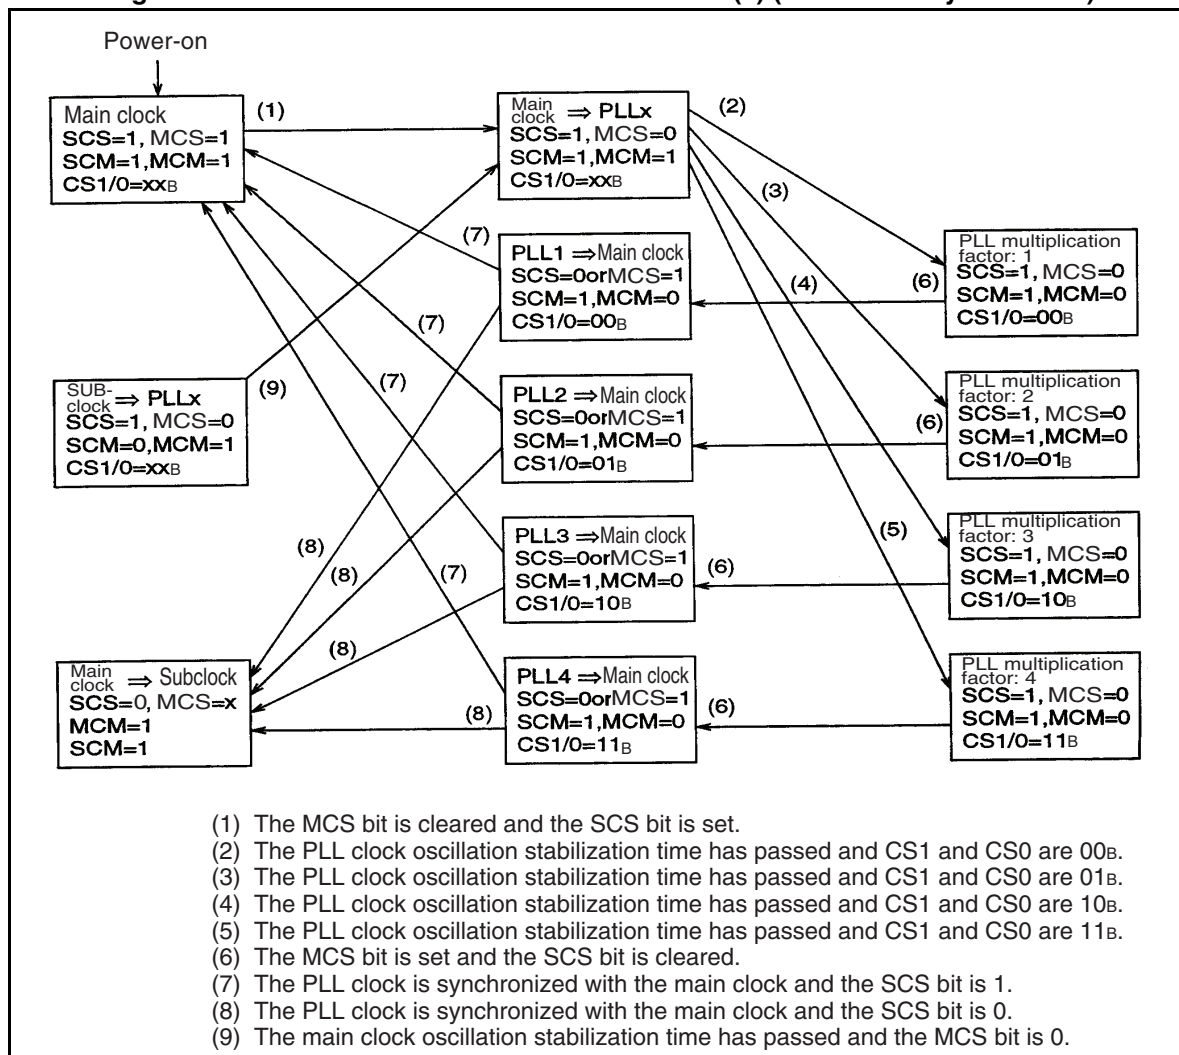 Power-on
Main clock
SCS=1, MCS=1
SCM=1,MCM=1
CS1/0=xxB
(1)
Main clock ⇒ PLLx
SCS=1, MCS=0
SCM=1,MCM=1
CS1/0=xxB
(2)
(3)
(4)
(5)
(7)
PLL1 ⇒Main clock
SCS=0orMCS=1
SCM=1,MCM=0
CS1/0=00B
(6)
PLL multiplication
factor: 1
SCS=1, MCS=0
SCM=1,MCM=0
CS1/0=00B
(7)
SUB-
clock ⇒ PLLx
SCS=1, MCS=0
SCM=0,MCM=1
CS1/0=xxB
(9)
(7)
PLL2 ⇒Main clock
SCS=0orMCS=1
SCM=1,MCM=0
CS1/0=01B
(6)
PLL multiplication
factor: 2
SCS=1, MCS=0
SCM=1,MCM=0
CS1/0=01B
(8)
(8)
(7)
PLL3⇒Main clock
SCS=0orMCS=1
SCM=1,MCM=0
CS1/0=10B
(6)
PLL multiplication
factor: 3
SCS=1, MCS=0
SCM=1,MCM=0
CS1/0=10B
(8)
Main clock ⇒ Subclock
SCS=0, MCS=x
MCM=1
SCM=1
(8)
PLL4 ⇒Main clock
SCS=0orMCS=1
SCM=1,MCM=0
CS1/0=11B
(6)
PLL multiplication
factor: 4
SCS=1, MCS=0
SCM=1,MCM=0
CS1/0=11B
(1) The MCS bit is cleared and the SCS bit is set.
(2) The PLL clock oscillation stabilization time has passed and CS1 and CS0 are 00B.
(3) The PLL clock oscillation stabilization time has passed and CS1 and CS0 are 01B.
(4) The PLL clock oscillation stabilization time has passed and CS1 and CS0 are 10B.
(5) The PLL clock oscillation stabilization time has passed and CS1 and CS0 are 11B.
(6) The MCS bit is set and the SCS bit is cleared.
(7) The PLL clock is synchronized with the main clock and the SCS bit is 1.
(8) The PLL clock is synchronized with the main clock and the SCS bit is 0.
(9) The main clock oscillation stabilization time has passed and the MCS bit is 0.